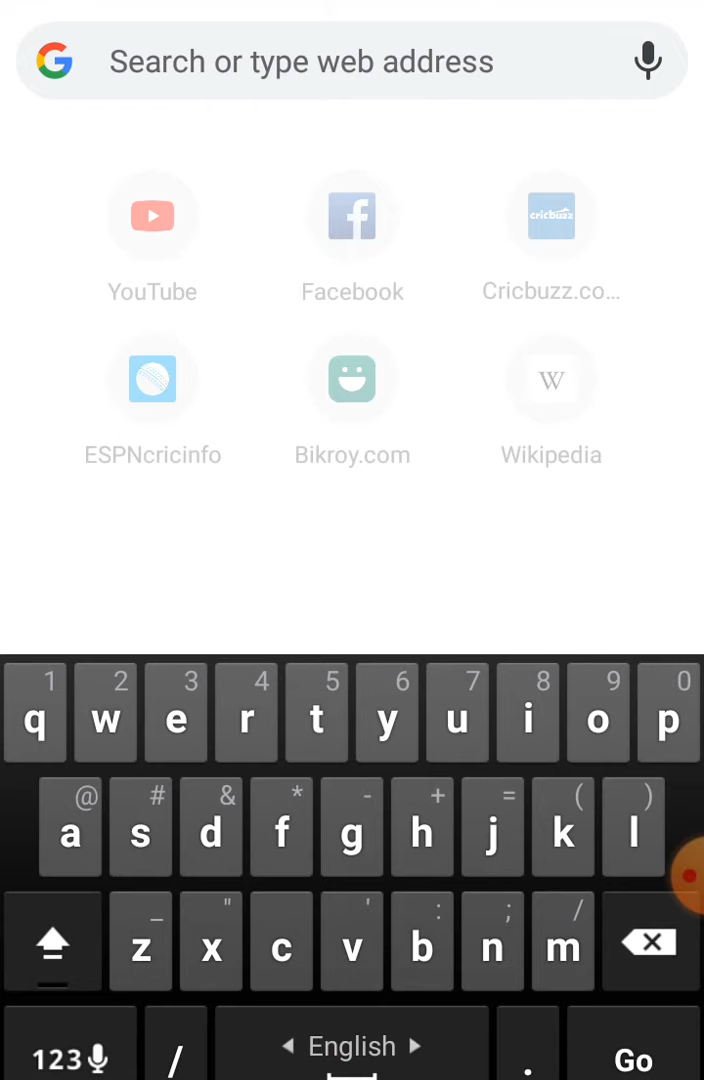 Search or type web address
YouTube Facebook Cricbuzz.co...
cricbuzz
W
ESPNcricinfo Bikroy.com Wikipedia
1 2 3 4 5 6 7 8 9 0
q w e r t y u i o p
@ # & * - + = ( )
a s d f g h j k l
_ " ' : ; /
z x c v b n m
123 / English . Go